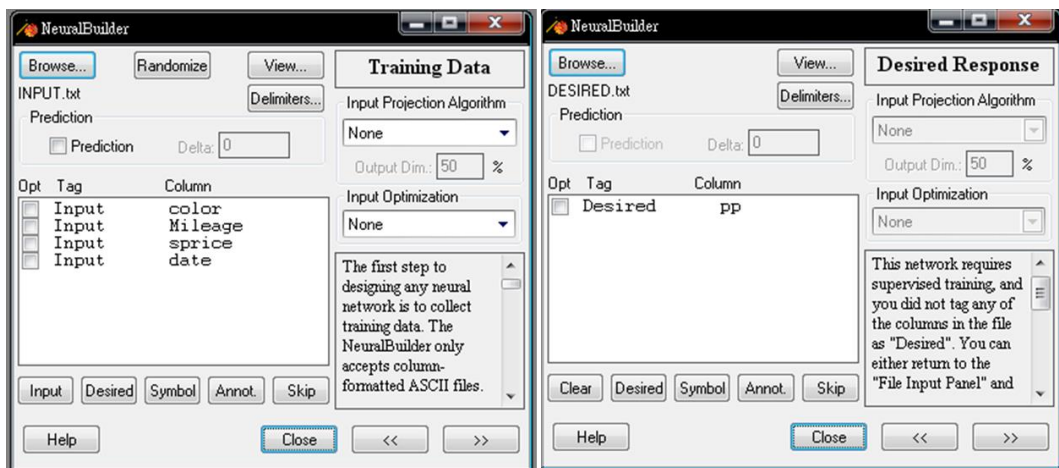 NeuralBuilder
Browse... Randomize View... Training Data
INPUT.txt Delimiters...
Prediction
Prediction Delta: 0
Input Projection Algorithm
None
Output Dim.: 50 %
Opt Tag Column
Input color
Input Mileage
Input sprice
Input date
Input Optimization
None
The first step to
designing any neural
network is to collect
training data. The
NeuralBuilder only
accepts column-
formatted ASCII files.
Input Desired Symbol Annot. Skip
Help Close << >>
NeuralBuilder
Browse... View... Desired Response
DESIRED.txt Delimiters...
Prediction
Prediction Delta: 0
Input Projection Algorithm
None
Output Dim.: 50 %
Opt Tag Column
Desired pp
Input Optimization
None
This network requires
supervised training, and
you did not tag any of
the columns in the file
as "Desired". You can
either return to the
"File Input Panel" and
Clear Desired Symbol Annot. Skip
Help Close << >>